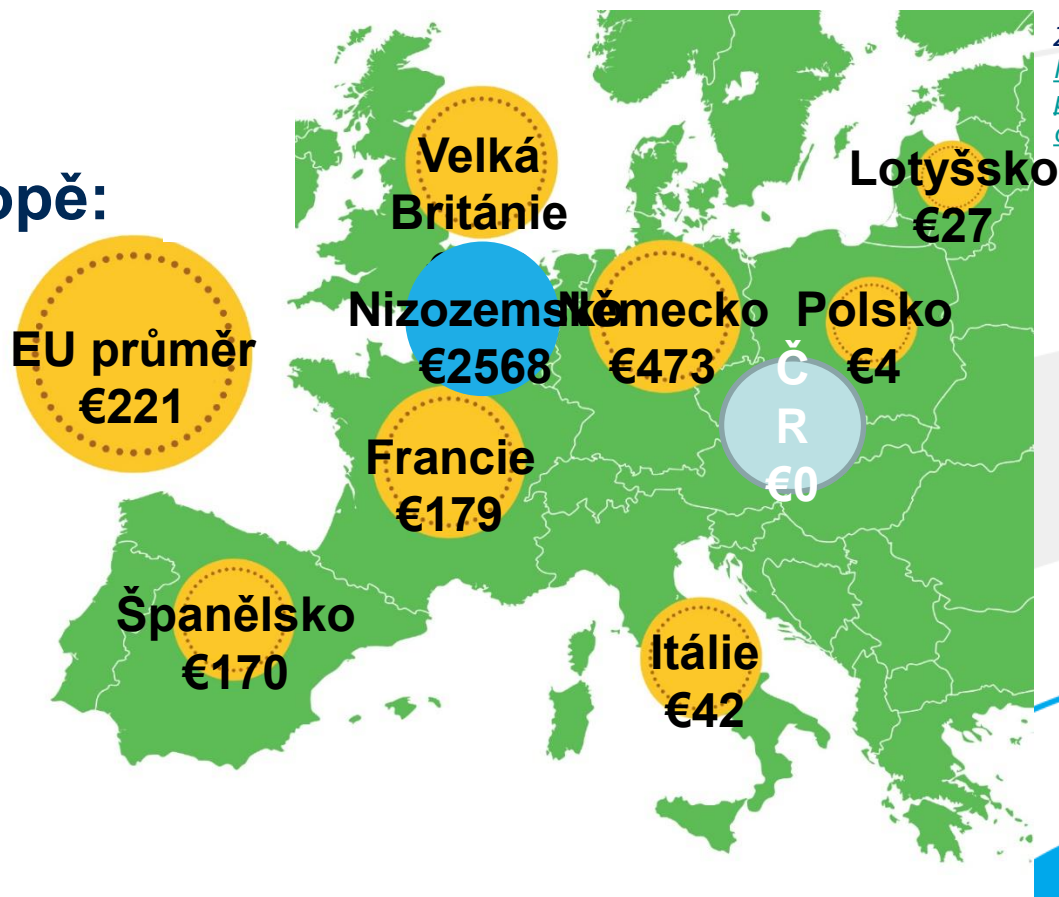 opě:
EU průměr
€221
Velká
Británie
Lotyšsko
€27
Nizozemsko
€2568
Německo
€473
Polsko
€4
Č
R
€0
Francie
€179
Španělsko
€170
Itálie
€42